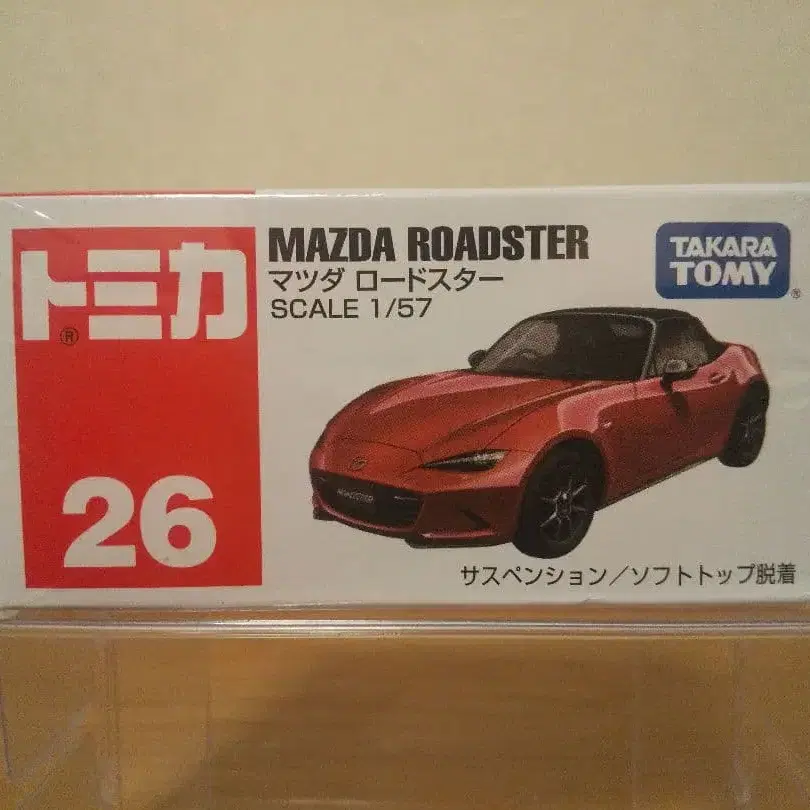 トミカ
®
26
MAZDA ROADSTER
マツダ ロードスター
SCALE 1/57
TAKARA
TOMY
®
ROADSTER
サスペンション/ソフトトップ脱着